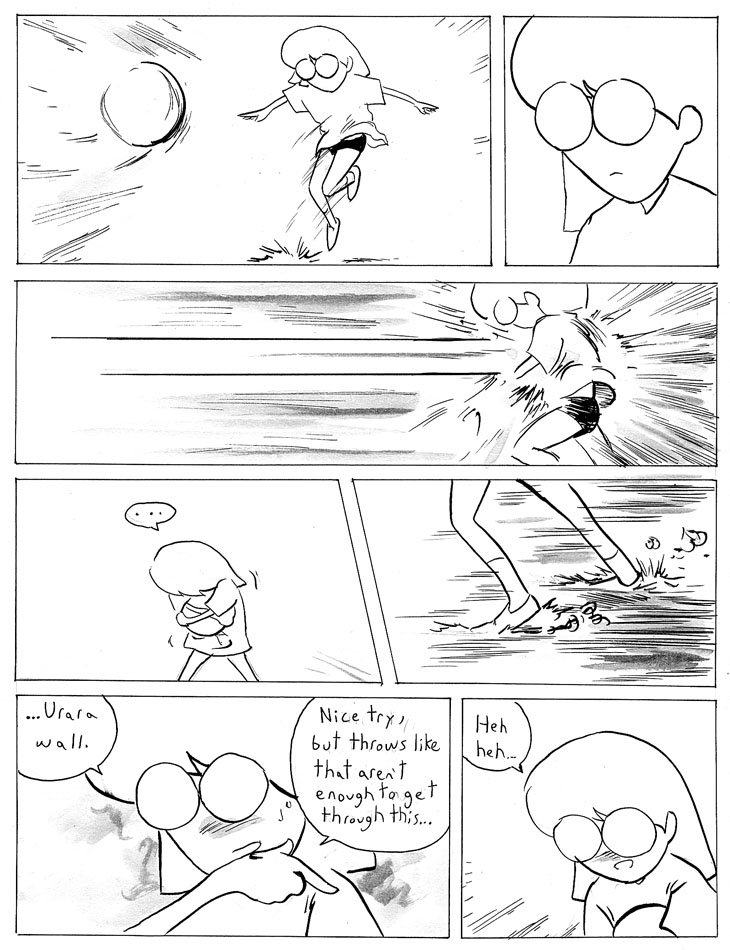 ...
Heh
heh...
Nice try,
but throws like
that aren't
enough to get
through this...
...Urara
wall.